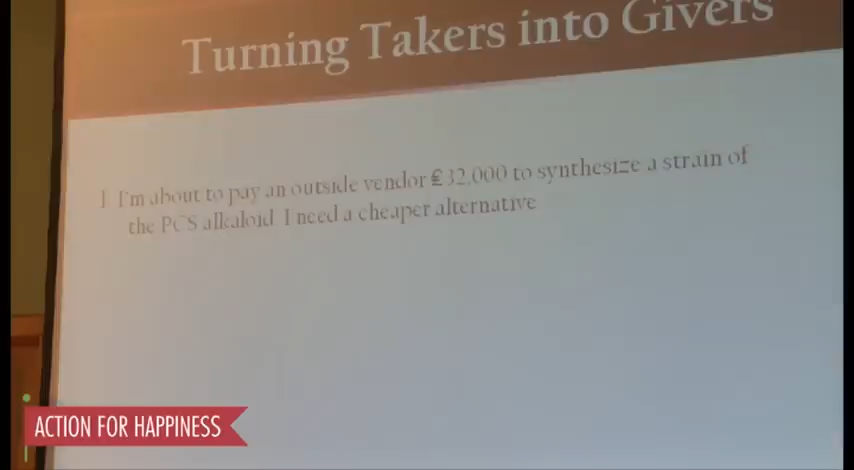 Turning Takers into Givers
1. I'm about to pay an outside vendor £32,000 to synthesize a strain of
the PCS alkaloid. I need a cheaper alternative
ACTION FOR HAPPINESS